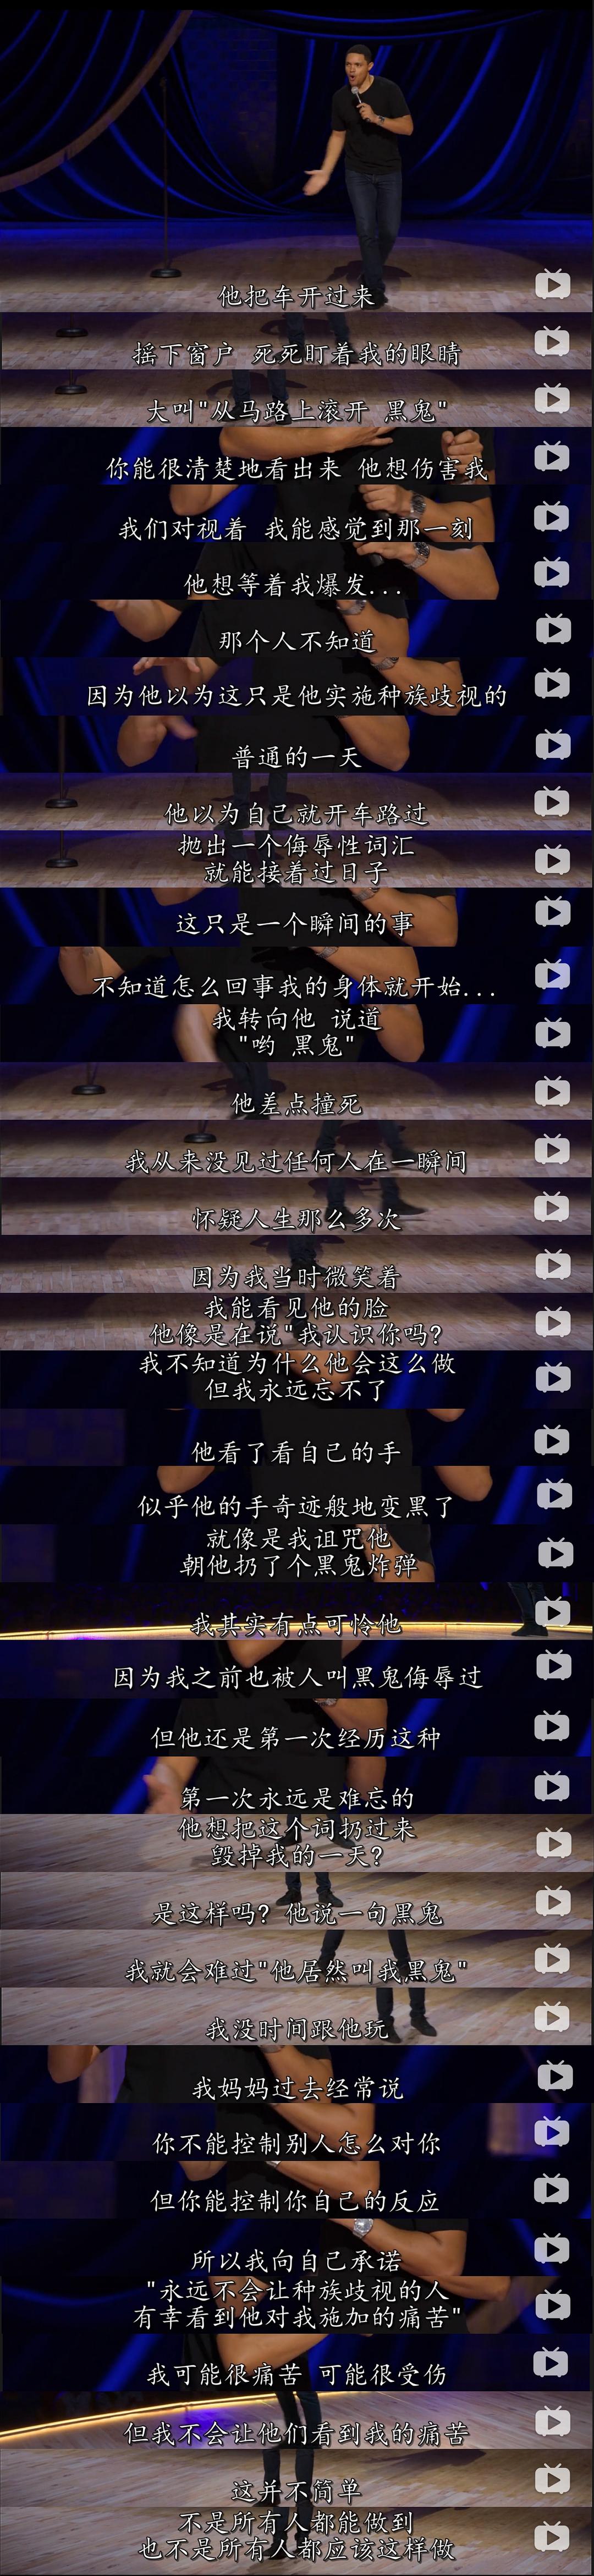 他把车开过来
摇下窗户 死死盯着我的眼睛
大叫"从马路上滚开 黑鬼"
你能很清楚地看出来 他想伤害我
我们对视着 我能感觉到那一刻
他想等着我爆发...
那个人不知道
因为他以为这只是他实施种族歧视的
普通的一天
他以为自己就开车路过
抛出一个侮辱性词汇
就能接着过日子
这只是一个瞬间的事
不知道怎么回事我的身体就开始...
我转向他 说道
"哟 黑鬼"
他差点撞死
我从来没见过任何人在一瞬间
怀疑人生那么多次
因为我当时微笑着
我能看见他的脸
他像是在说"我认识你吗?
我不知道为什么他会这么做
但我永远忘不了
他看了看自己的手
似乎他的手奇迹般地变黑了
就像是我诅咒他
朝他扔了个黑鬼炸弹
我其实有点可怜他
因为我之前也被人叫黑鬼侮辱过
但他还是第一次经历这种
第一次永远是难忘的
他想把这个词扔过来
毁掉我的一天?
是这样吗? 他说一句黑鬼
我就会难过"他居然叫我黑鬼"
我没时间跟他玩
我妈妈过去经常说
你不能控制别人怎么对你
但你能控制你自己的反应
所以我向自己承诺
"永远不会让种族歧视的人
有幸看到他对我施加的痛苦"
我可能很痛苦 可能很受伤
但我不会让他们看到我的痛苦
这并不简单
不是所有人都能做到
也不是所有人都应该这样做